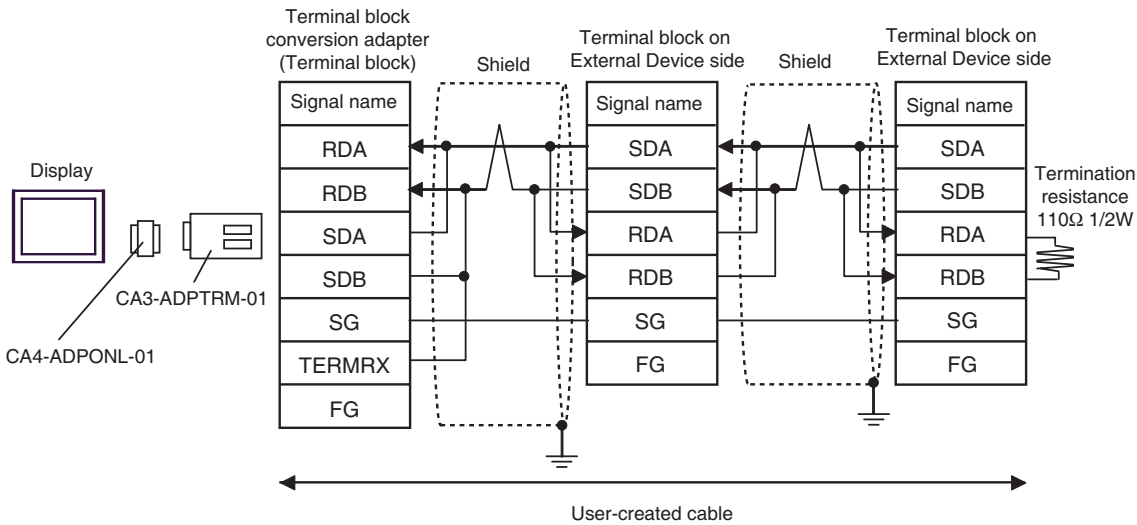 Terminal block
conversion adapter
(Terminal block)
Shield
Terminal block on
External Device side
Shield
Terminal block on
External Device side
Signal name
RDA
RDB
SDA
SDB
SG
TERMRX
FG
Signal name
SDA
SDB
RDA
RDB
SG
FG
Signal name
SDA
SDB
RDA
RDB
SG
FG
Termination
resistance
110Ω 1/2W
Display
CA3-ADPTRM-01
CA4-ADPONL-01
User-created cable